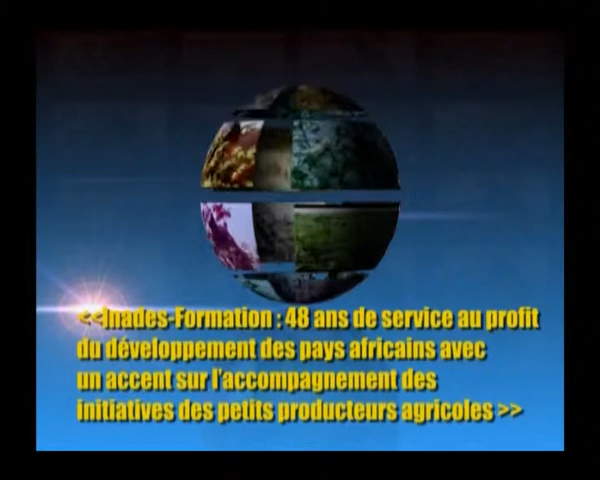 <<Inades-Formation : 48 ans de service au profit
du développement des pays africains avec
un accent sur l'accompagnement des
initiatives des petits producteurs agricoles >>